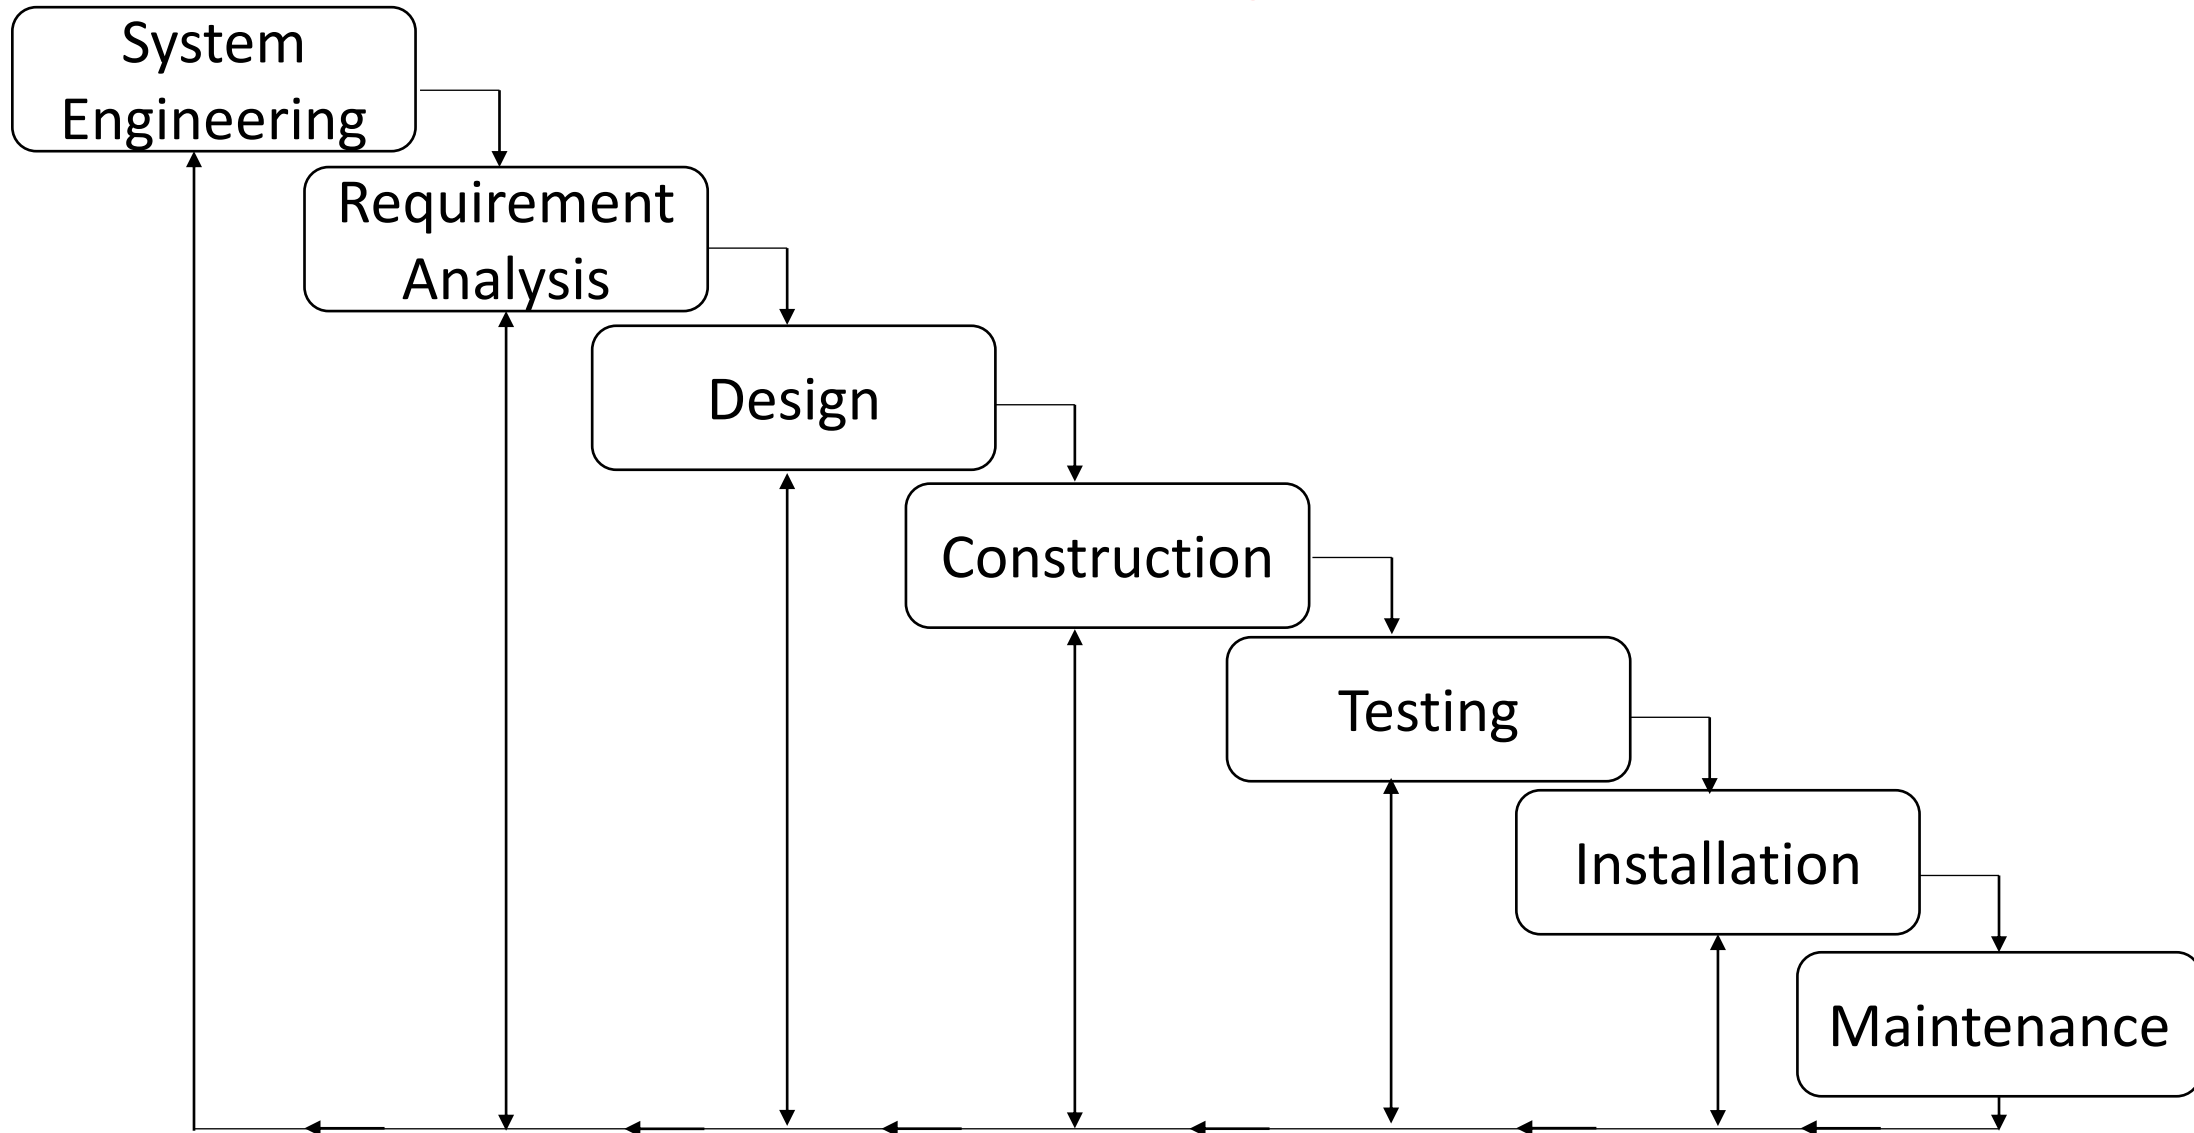 System
Engineering
Requirement
Analysis
Design
Construction
Testing
Installation
Maintenance